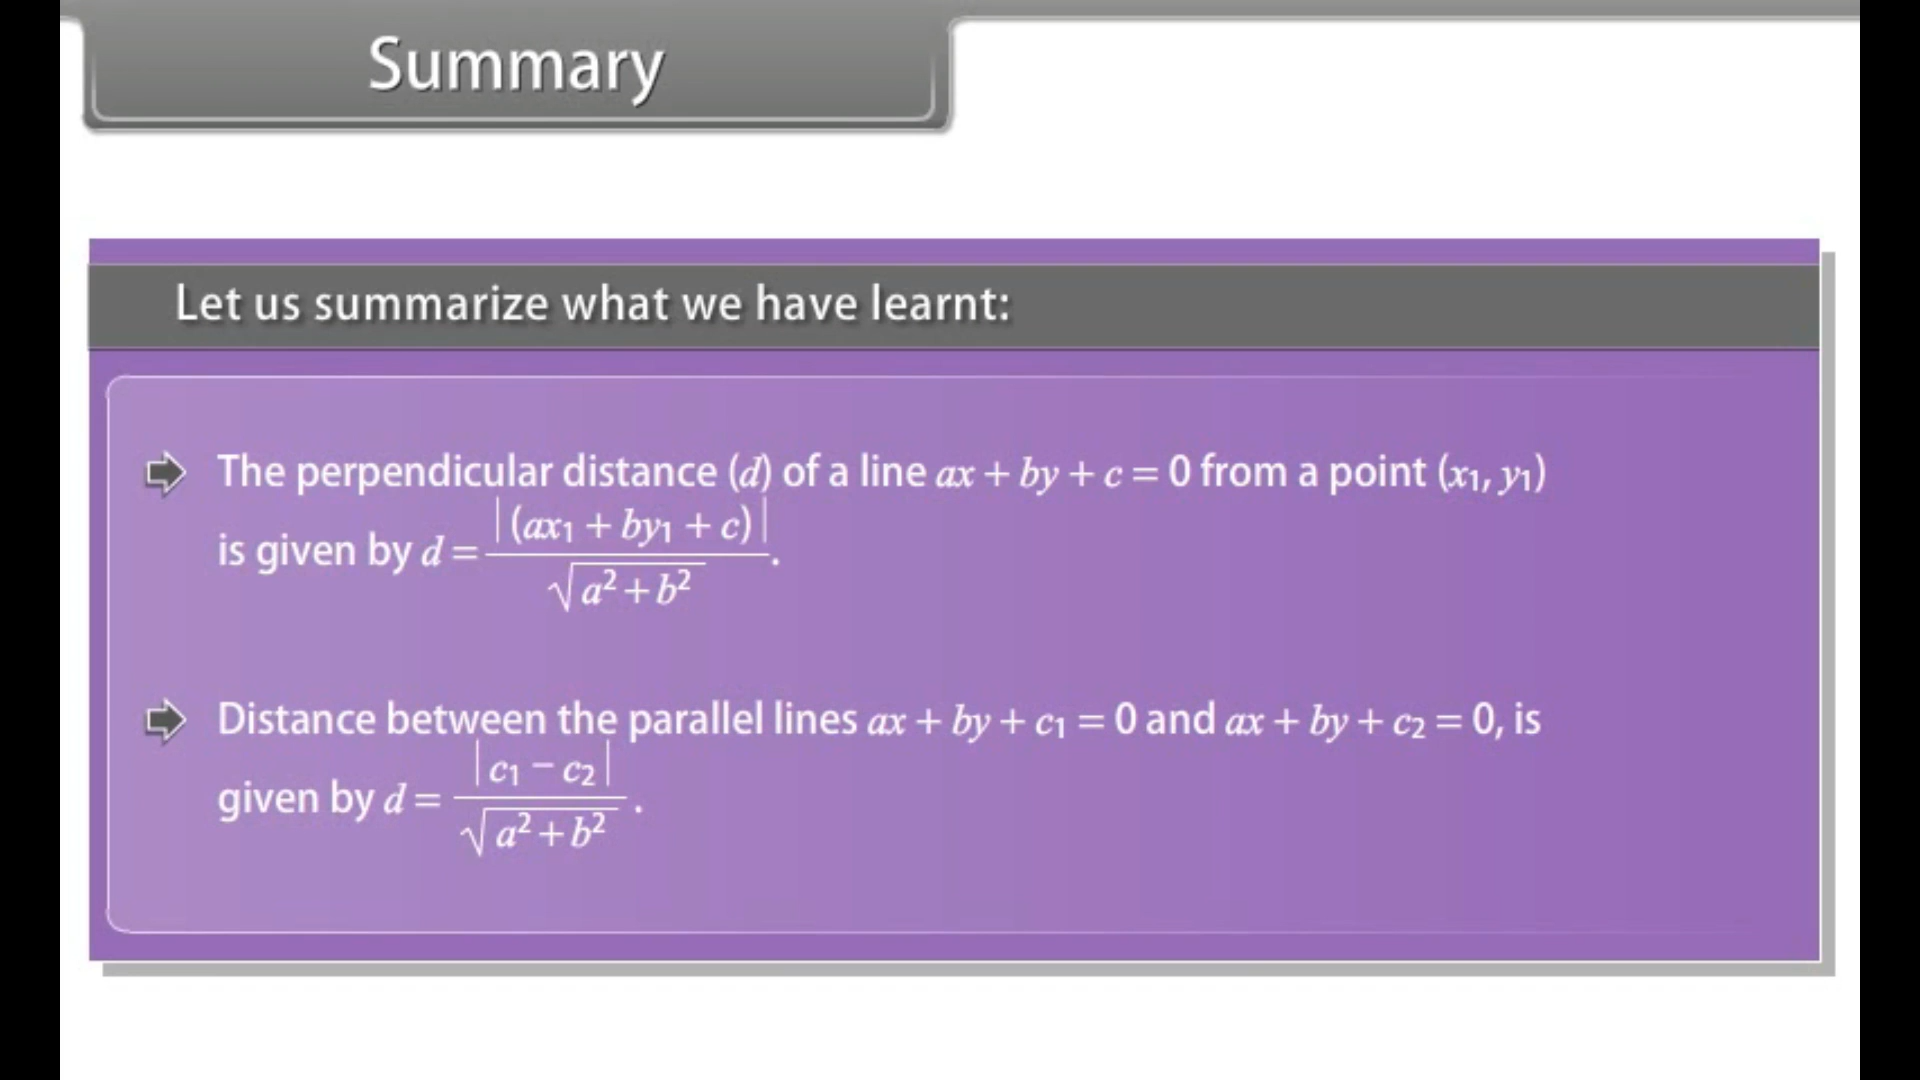 Summary
Let us summarize what we have learnt:
The perpendicular distance (d) of a line ax + by + c = 0 from a point (x₁, y₁)
is given by d = |(ax₁ + by₁ + c)| / √(a² + b²).
Distance between the parallel lines ax + by + c₁ = 0 and ax + by + c₂ = 0, is
given by d = |c₁ − c₂| / √(a² + b²).